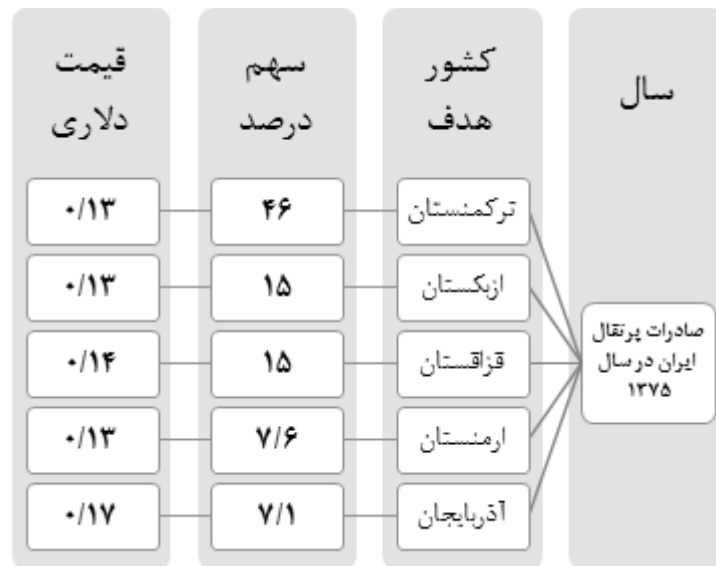 سال
کشور
هدف
سهم
درصد
قیمت
دلاری
صادرات پرتقال
ایران در سال
۱۳۷۵
ترکمنستان
۴۶
۰/۱۳
ازبکستان
۱۵
۰/۱۳
قزاقستان
۱۵
۰/۱۴
ارمنستان
۷/۶
۰/۱۳
آذربایجان
۷/۱
۰/۱۷